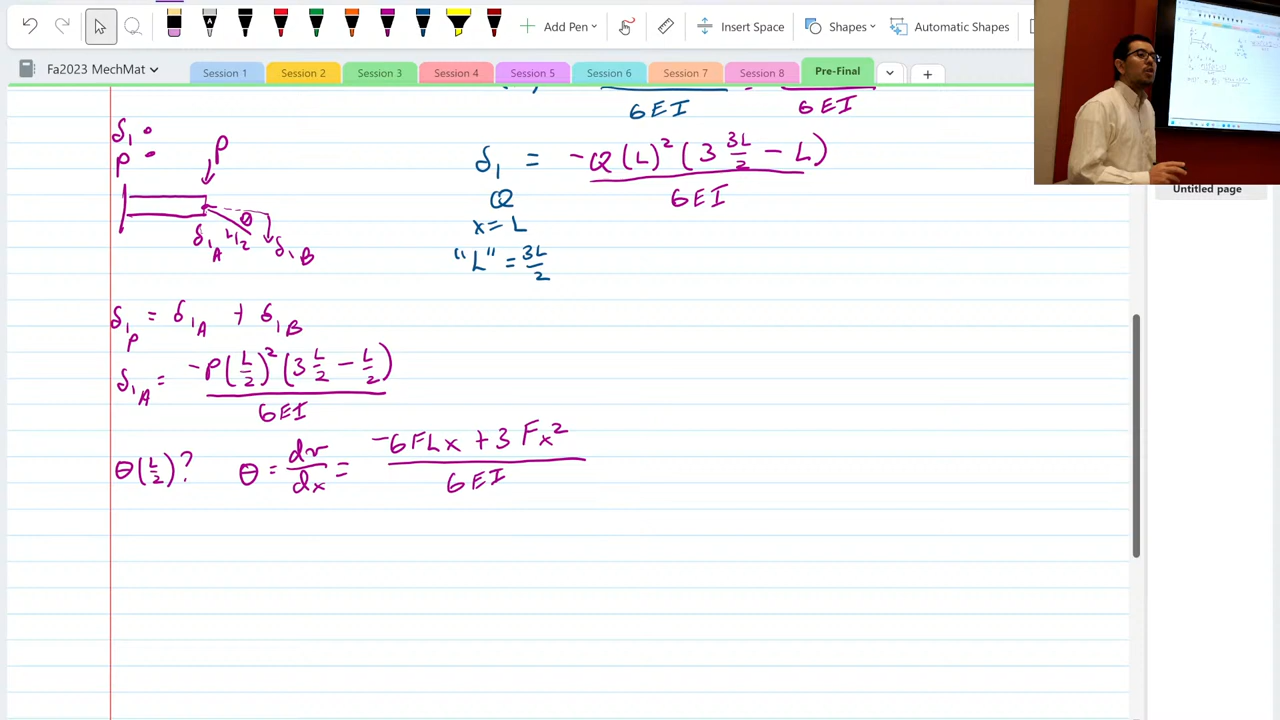 Add Pen
Insert Space
Shapes
Automatic Shapes
Fa2023 MechMat
Session 1
Session 2
Session 3
Session 4
Session 5
Session 6
Session 7
Session 8
Pre-Final
Untitled page
6EI
6EI
δ₁ = -Q(L)²(3 3L/2 - L)
6EI
Q
x = L
"L" = 3L/2
δ₁
P
P
θ
L/2
δ₁A
δ₁B
δ₁P = δ₁A + δ₁B
δ₁A = -P(L/2)²(3 L/2 - L/2)
6EI
θ(L/2)? θ = dv/dx = -6FLx + 3Fx²
6EI